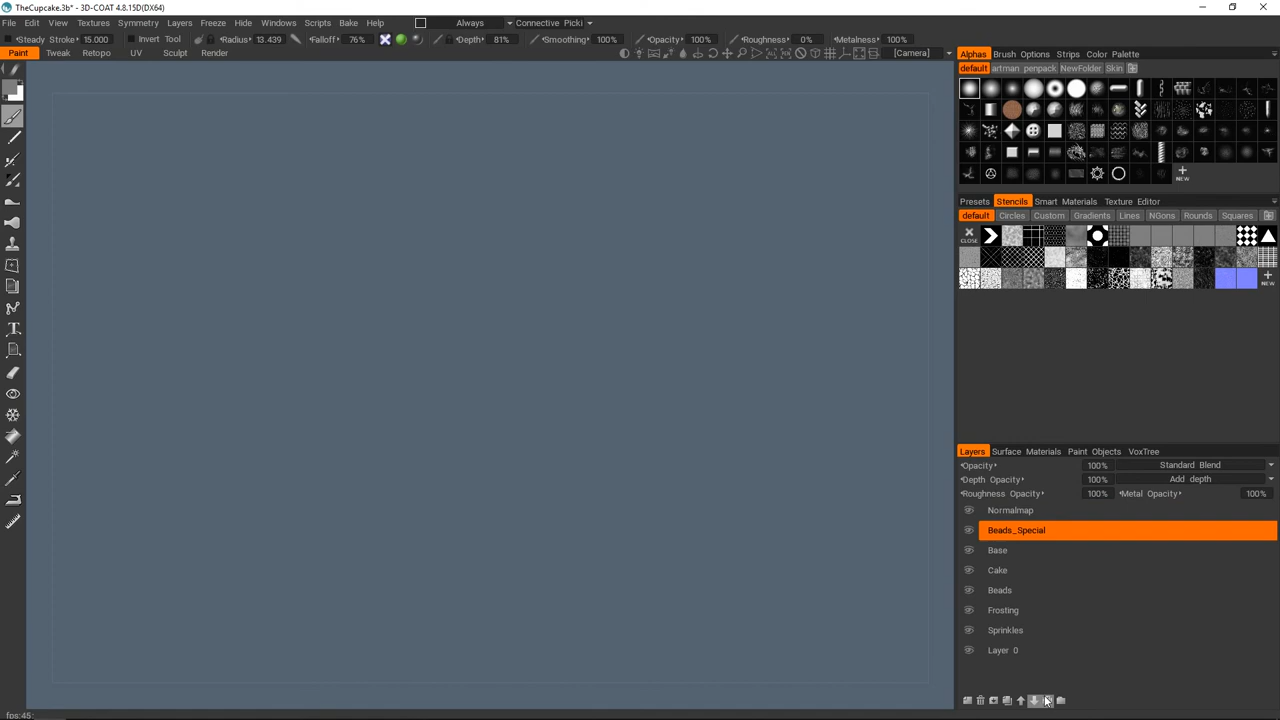 TheCupcake.3b* - 3D-COAT 4.8.15D(DX64)
File Edit View Textures Symmetry Layers Freeze Hide Windows Scripts Bake Help Always Connective Picki
Steady Stroke 15.000 Invert Tool Radius 13.439 Falloff 76% Depth 81% Smoothing 100% Opacity 100% Roughness 0% Metalness 100%
Paint Tweak Retopo UV Sculpt Render [Camera]
Alphas Brush Options Strips Color Palette
default artman penpack NewFolder Skin
NEW
Presets Stencils Smart Materials Texture Editor
default Circles Custom Gradients Lines NGons Rounds Squares
CLOSE
NEW
Layers Surface Materials Paint Objects VoxTree
Opacity 100% Standard Blend
Depth Opacity 100% Add depth
Roughness Opacity 100% Metal Opacity 100%
Normalmap
Beads_Special
Base
Cake
Beads
Frosting
Sprinkles
Layer 0
fps:45;